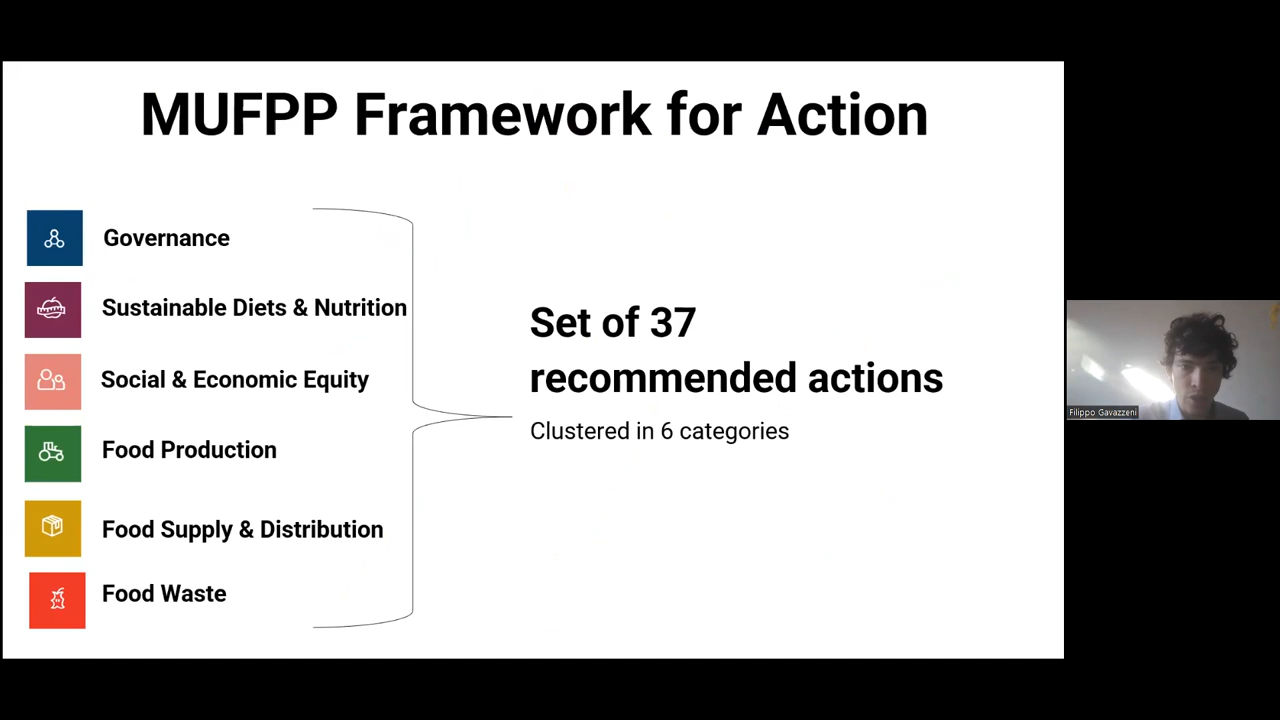 MUFPP Framework for Action
Governance
Sustainable Diets & Nutrition
Social & Economic Equity
Food Production
Food Supply & Distribution
Food Waste
Set of 37
recommended actions
Clustered in 6 categories
Filippo Gavazzeni